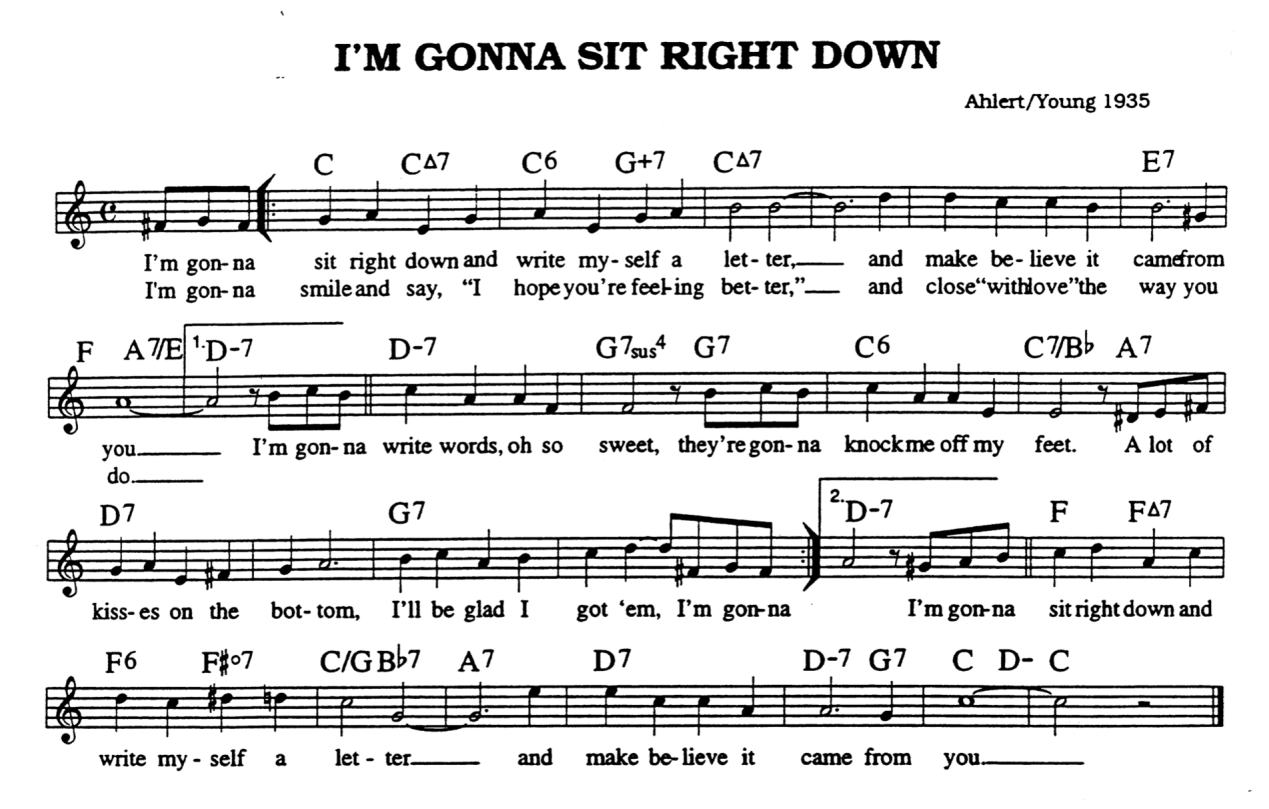 I'M GONNA SIT RIGHT DOWN
Ahlert/Young 1935
C C∆7 C6 G+7 C∆7 E7
I'm gon-na sit right down and write my-self a let-ter,___ and make be-lieve it came from
I'm gon-na smile and say, “I hope you're feel-ing bet-ter,”___ and close “with love” the way you
F A7/E 1. D-7 D-7 G7sus4 G7 C6 C7/B♭ A7
you.___ I'm gon-na write words, oh so sweet, they're gon-na knock me off my feet. A lot of
do.___
D7 G7 2. D-7 F F∆7
kiss-es on the bot-tom, I'll be glad I got 'em, I'm gon-na I'm gon-na sit right down and
F6 F#o7 C/G B♭7 A7 D7 D-7 G7 C D- C
write my-self a let-ter___ and make be-lieve it came from you.___